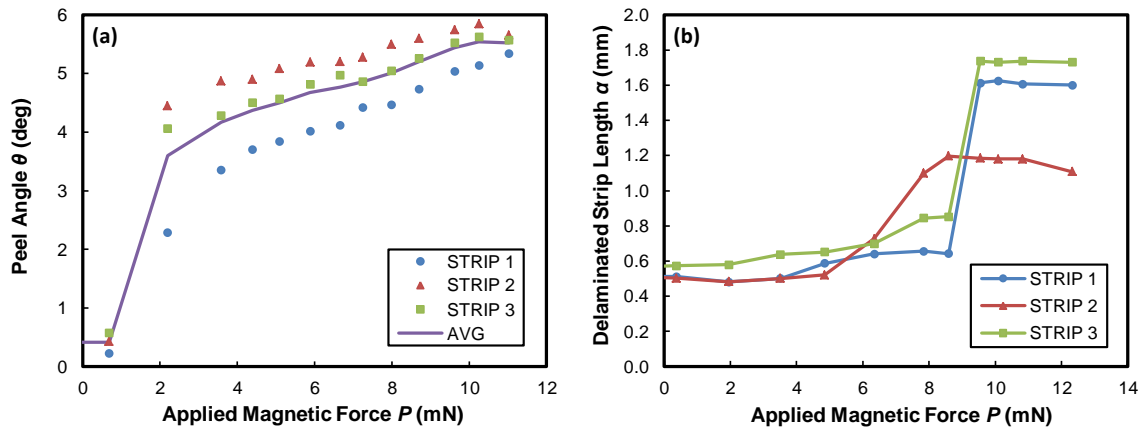 (a)
Peel Angle θ (deg)
6
5
4
3
2
1
0
0 2 4 6 8 10 12
Applied Magnetic Force P (mN)
STRIP 1
STRIP 2
STRIP 3
AVG
(b)
Delaminated Strip Length α (mm)
2.0
1.8
1.6
1.4
1.2
1.0
0.8
0.6
0.4
0.2
0.0
0 2 4 6 8 10 12 14
Applied Magnetic Force P (mN)
STRIP 1
STRIP 2
STRIP 3